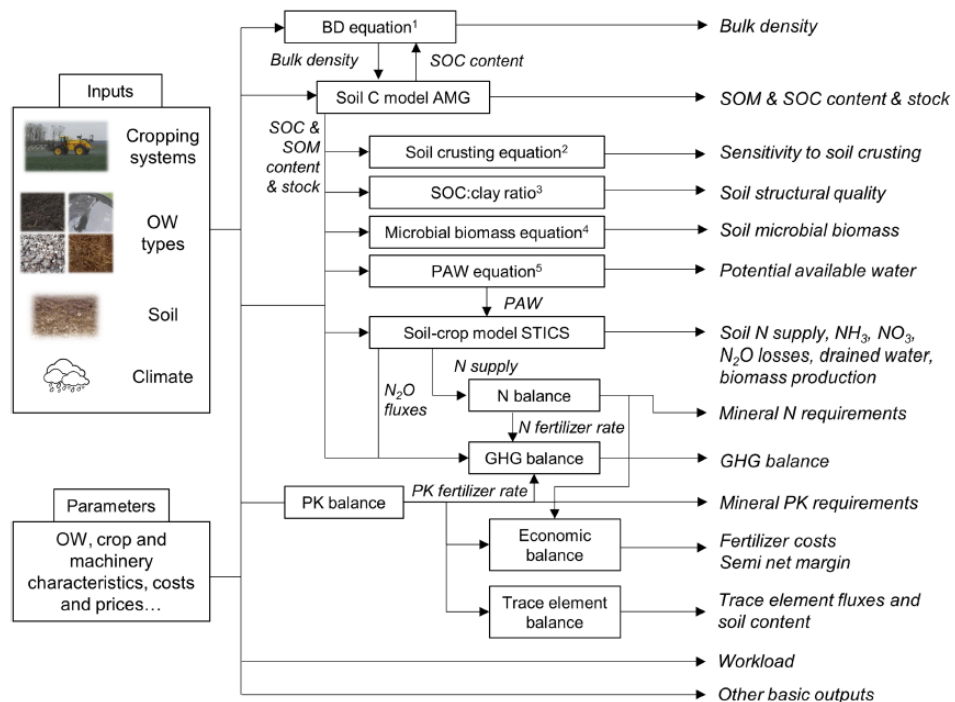 Inputs
Cropping
systems
OW
types
Soil
Climate
Parameters
OW, crop and
machinery
characteristics, costs
and prices…
BD equation¹
Bulk density
SOC content
Soil C model AMG
SOC &
SOM
content
& stock
Soil crusting equation²
SOC:clay ratio³
Microbial biomass equation⁴
PAW equation⁵
PAW
Soil-crop model STICS
N supply
N₂O
fluxes
N balance
N fertilizer rate
GHG balance
PK balance
PK fertilizer rate
Economic
balance
Trace element
balance
Bulk density
SOM & SOC content & stock
Sensitivity to soil crusting
Soil structural quality
Soil microbial biomass
Potential available water
Soil N supply, NH₃, NO₃,
N₂O losses, drained water,
biomass production
Mineral N requirements
GHG balance
Mineral PK requirements
Fertilizer costs
Semi net margin
Trace element fluxes and
soil content
Workload
Other basic outputs